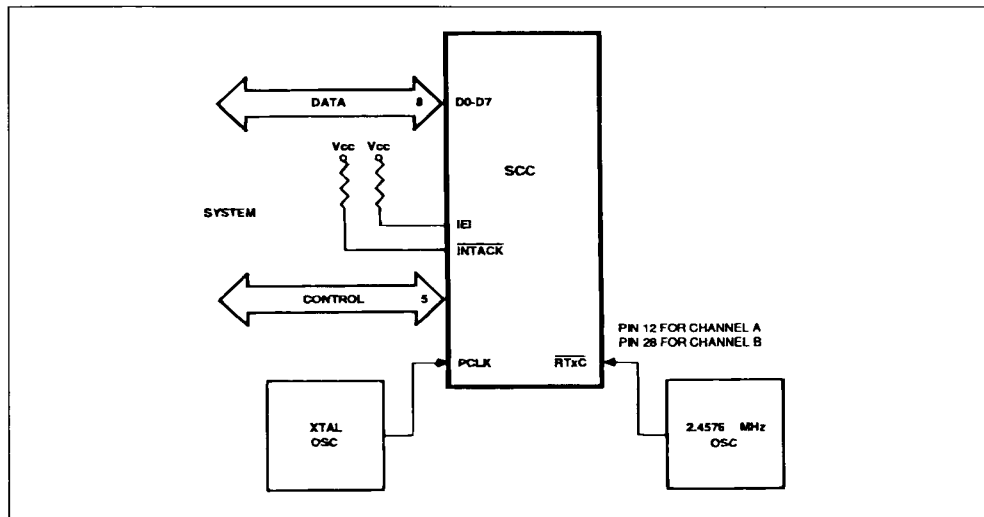 DATA 8 D0-D7
Vcc Vcc
SCC
SYSTEM
IEI
INTACK
CONTROL 5
PIN 12 FOR CHANNEL A
PIN 28 FOR CHANNEL B
PCLK RTxC
XTAL
OSC
2.4576 MHz
OSC